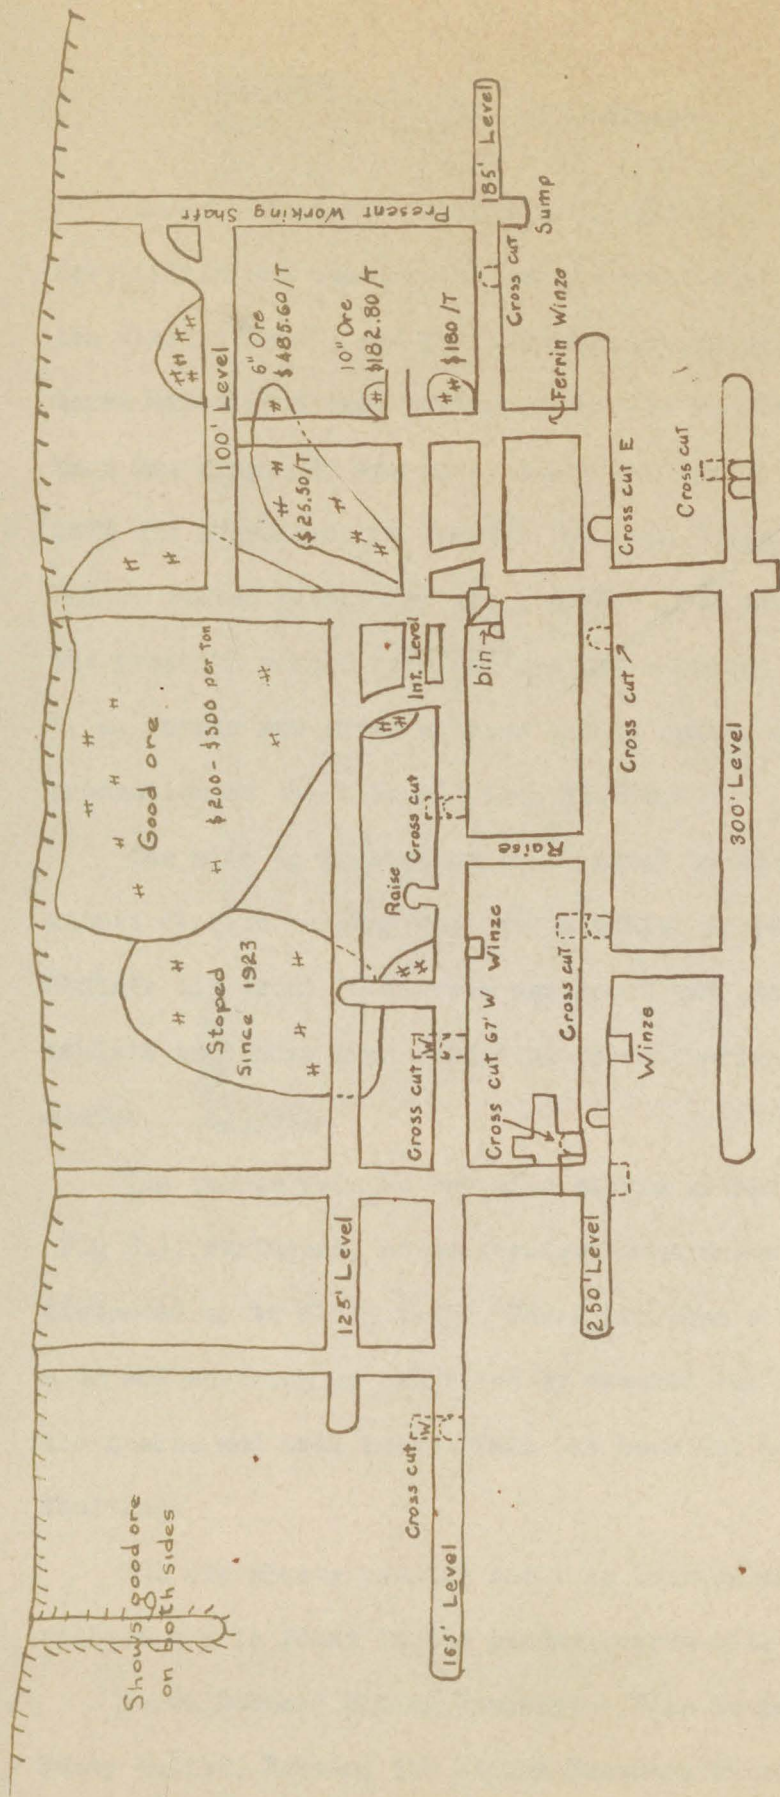 Shows good ore
on both sides
Stoped
Since 1923
Good ore
$200-$300 per Ton
100' Level
6" Ore
$485.60/T
$25.50/T
10" Ore
$182.80/T
$180/T
Present Working Shaft
125' Level
Int. Level
Raise
Cross cut
Cross cut
W
Cross cut
W
165' Level
bin
185' Level
Cross cut
Sump
Ferrin Winze
Cross cut 67' W
Winze
Raise
Cross cut
250' Level
Winze
Cross cut
Cross cut E
Cross cut
300' Level